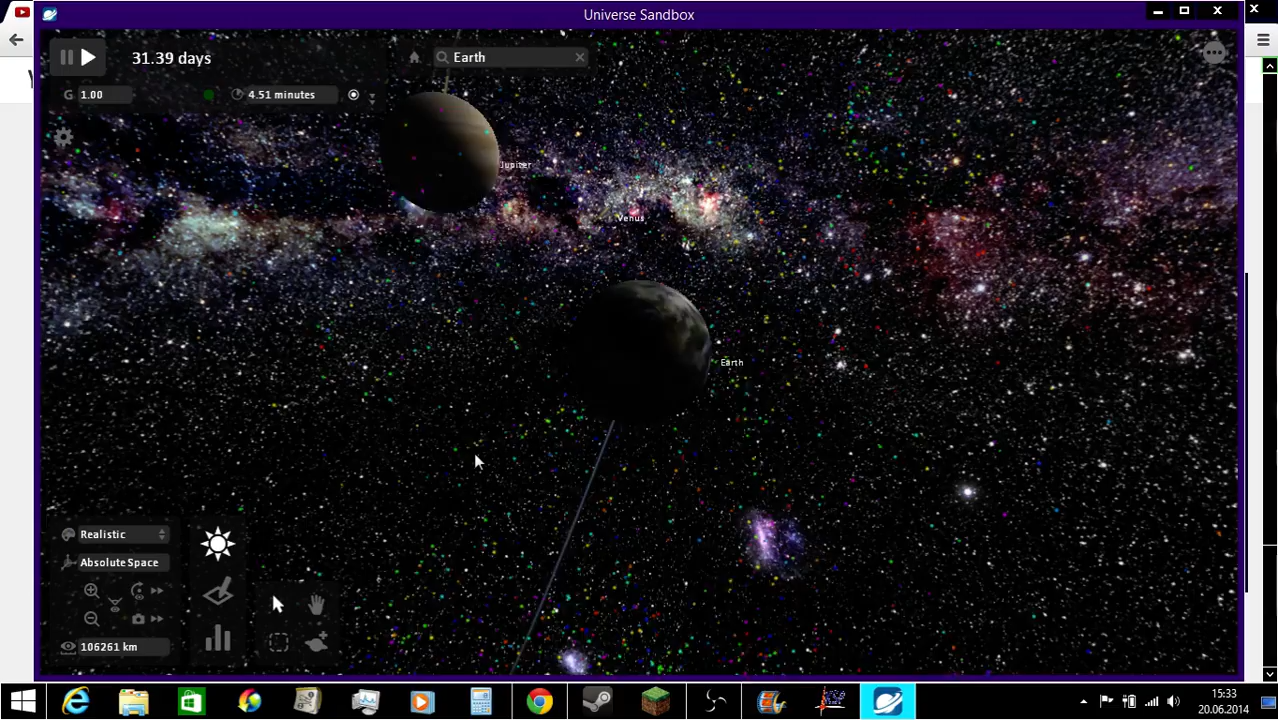 Universe Sandbox
31.39 days
Earth
G 1.00
4.51 minutes
Jupiter
Venus
Earth
Realistic
Absolute Space
106261 km
15:33
20.06.2014